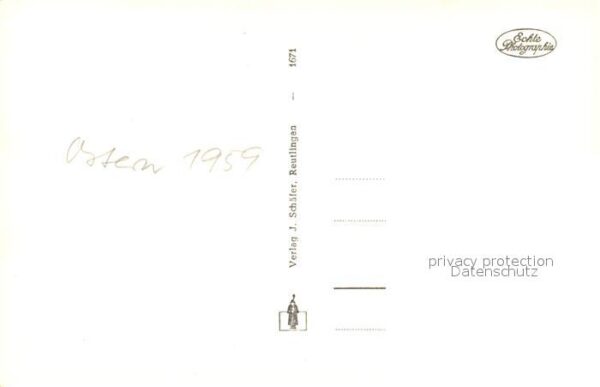 Ostern 1959
Verlag J. Schäfer, Reutlingen – 1671
Echte
Photographie
privacy protection
Datenschutz